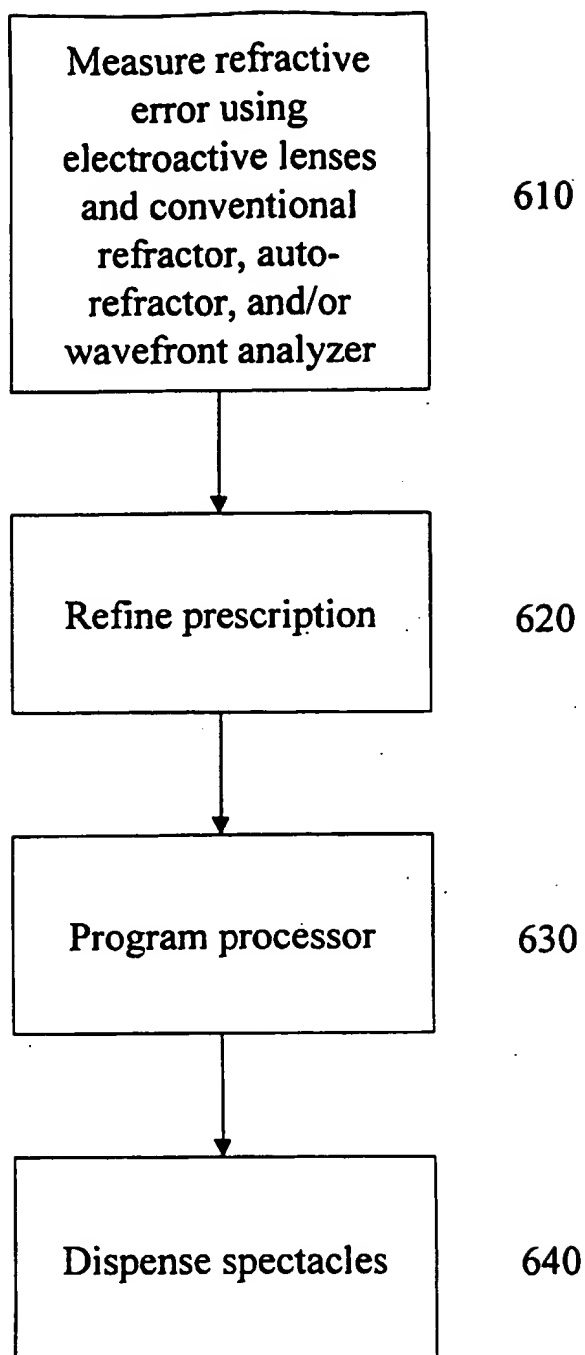 Measure refractive
error using
electroactive lenses
and conventional
refractor, auto-
refractor, and/or
wavefront analyzer
610
Refine prescription
620
Program processor
630
Dispense spectacles
640